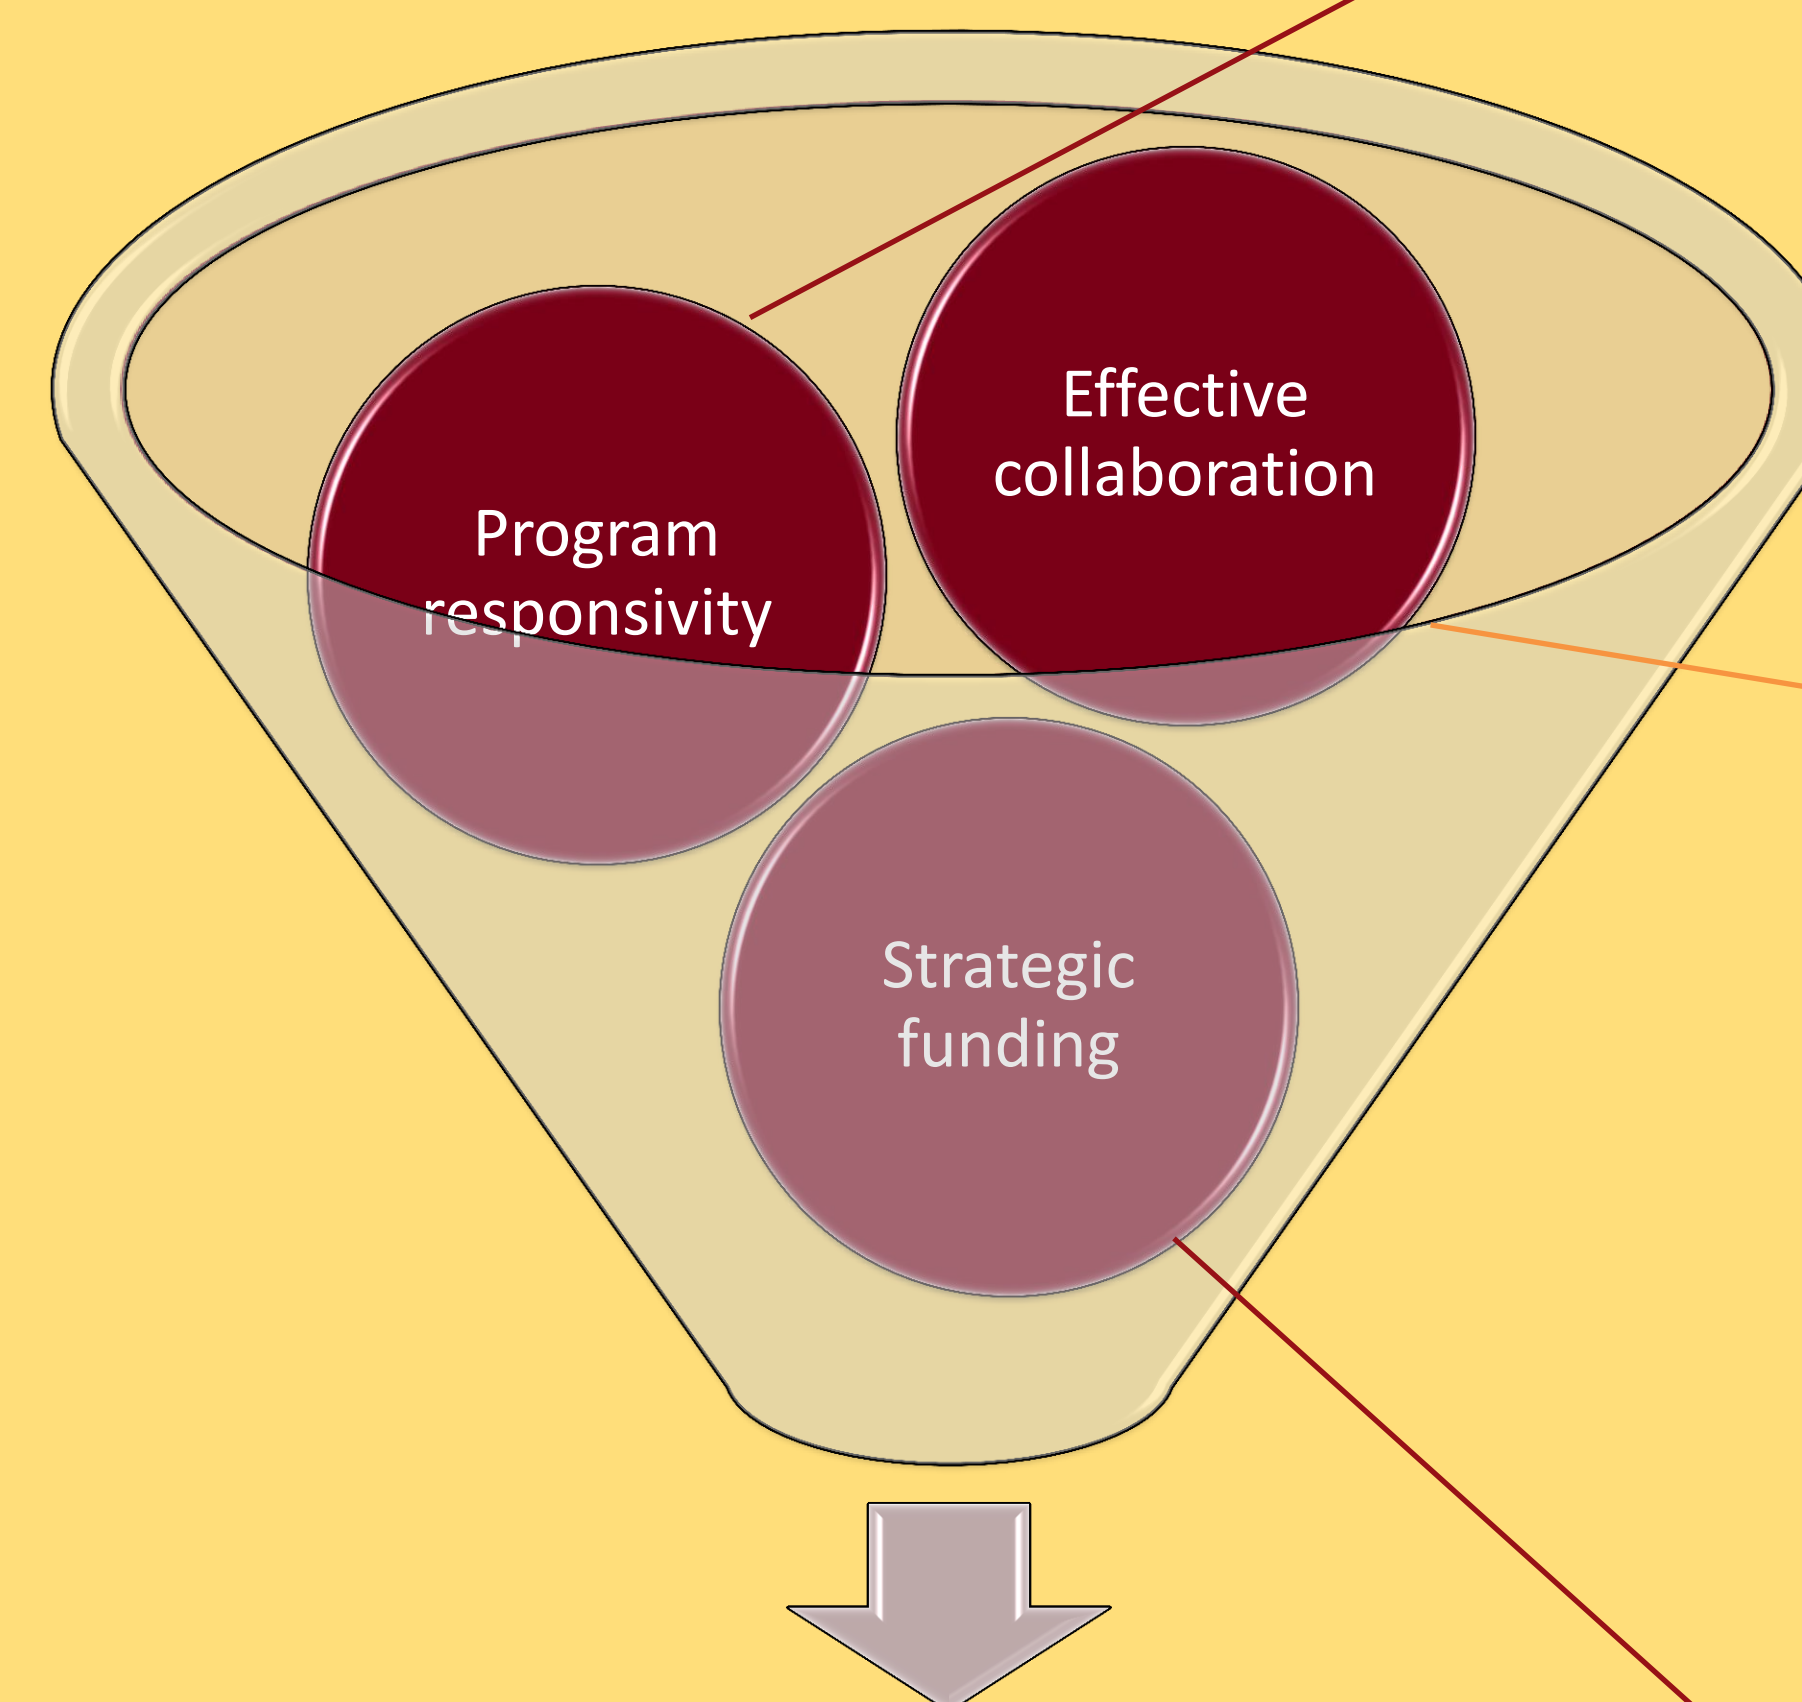 Effective
collaboration
Program
responsivity
Strategic
funding